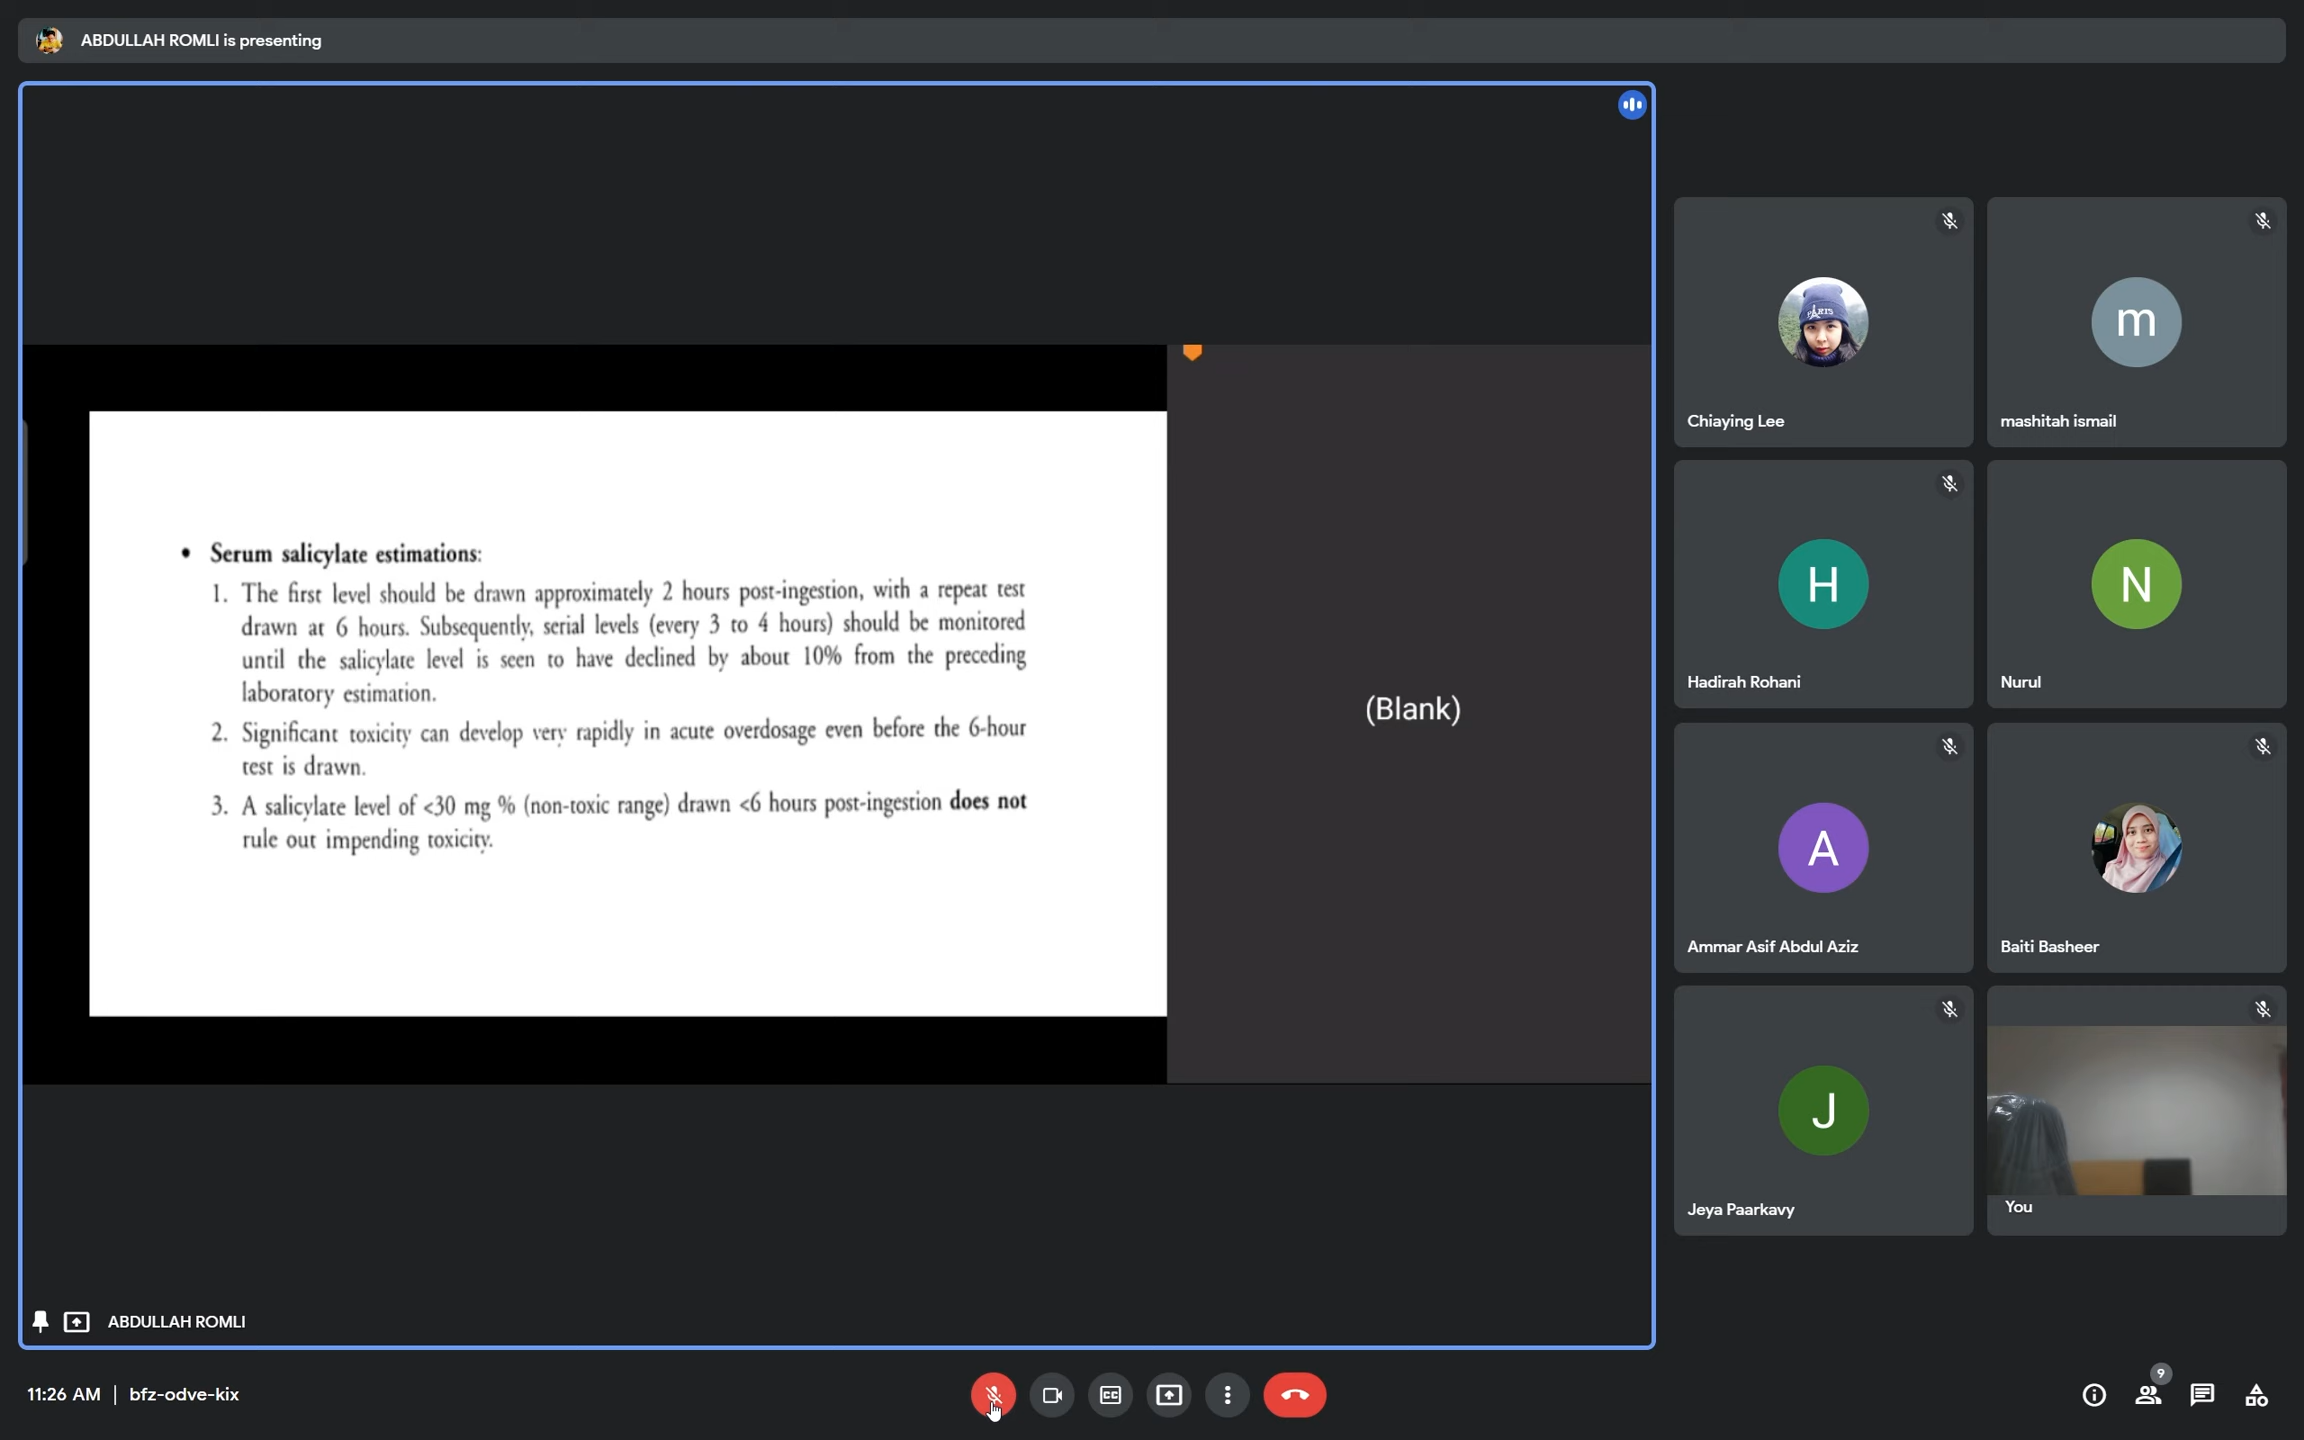 ABDULLAH ROMLI is presenting
• Serum salicylate estimations:
1. The first level should be drawn approximately 2 hours post-ingestion, with a repeat test
drawn at 6 hours. Subsequently, serial levels (every 3 to 4 hours) should be monitored
until the salicylate level is seen to have declined by about 10% from the preceding
laboratory estimation.
2. Significant toxicity can develop very rapidly in acute overdosage even before the 6-hour
test is drawn.
3. A salicylate level of <30 mg % (non-toxic range) drawn <6 hours post-ingestion does not
rule out impending toxicity.
(Blank)
ABDULLAH ROMLI
PARIS
Chiaying Lee
m
mashitah ismail
H
Hadirah Rohani
N
Nurul
A
Ammar Asif Abdul Aziz
Baiti Basheer
J
Jeya Paarkavy
You
11:26 AM | bfz-odve-kix
CC
9